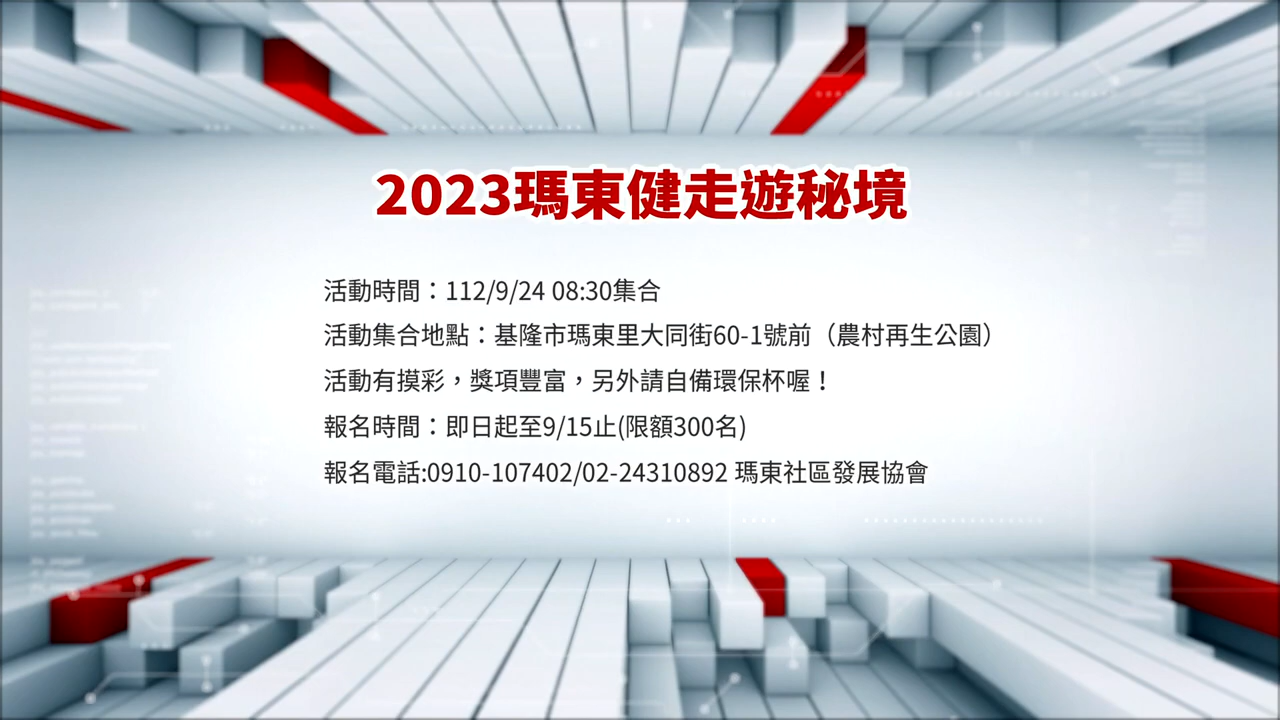 2023瑪東健走遊秘境
活動時間：112/9/24 08:30集合
活動集合地點：基隆市瑪東里大同街60-1號前（農村再生公園）
活動有摸彩，獎項豐富，另外請自備環保杯喔！
報名時間：即日起至9/15止(限額300名)
報名電話:0910-107402/02-24310892 瑪東社區發展協會